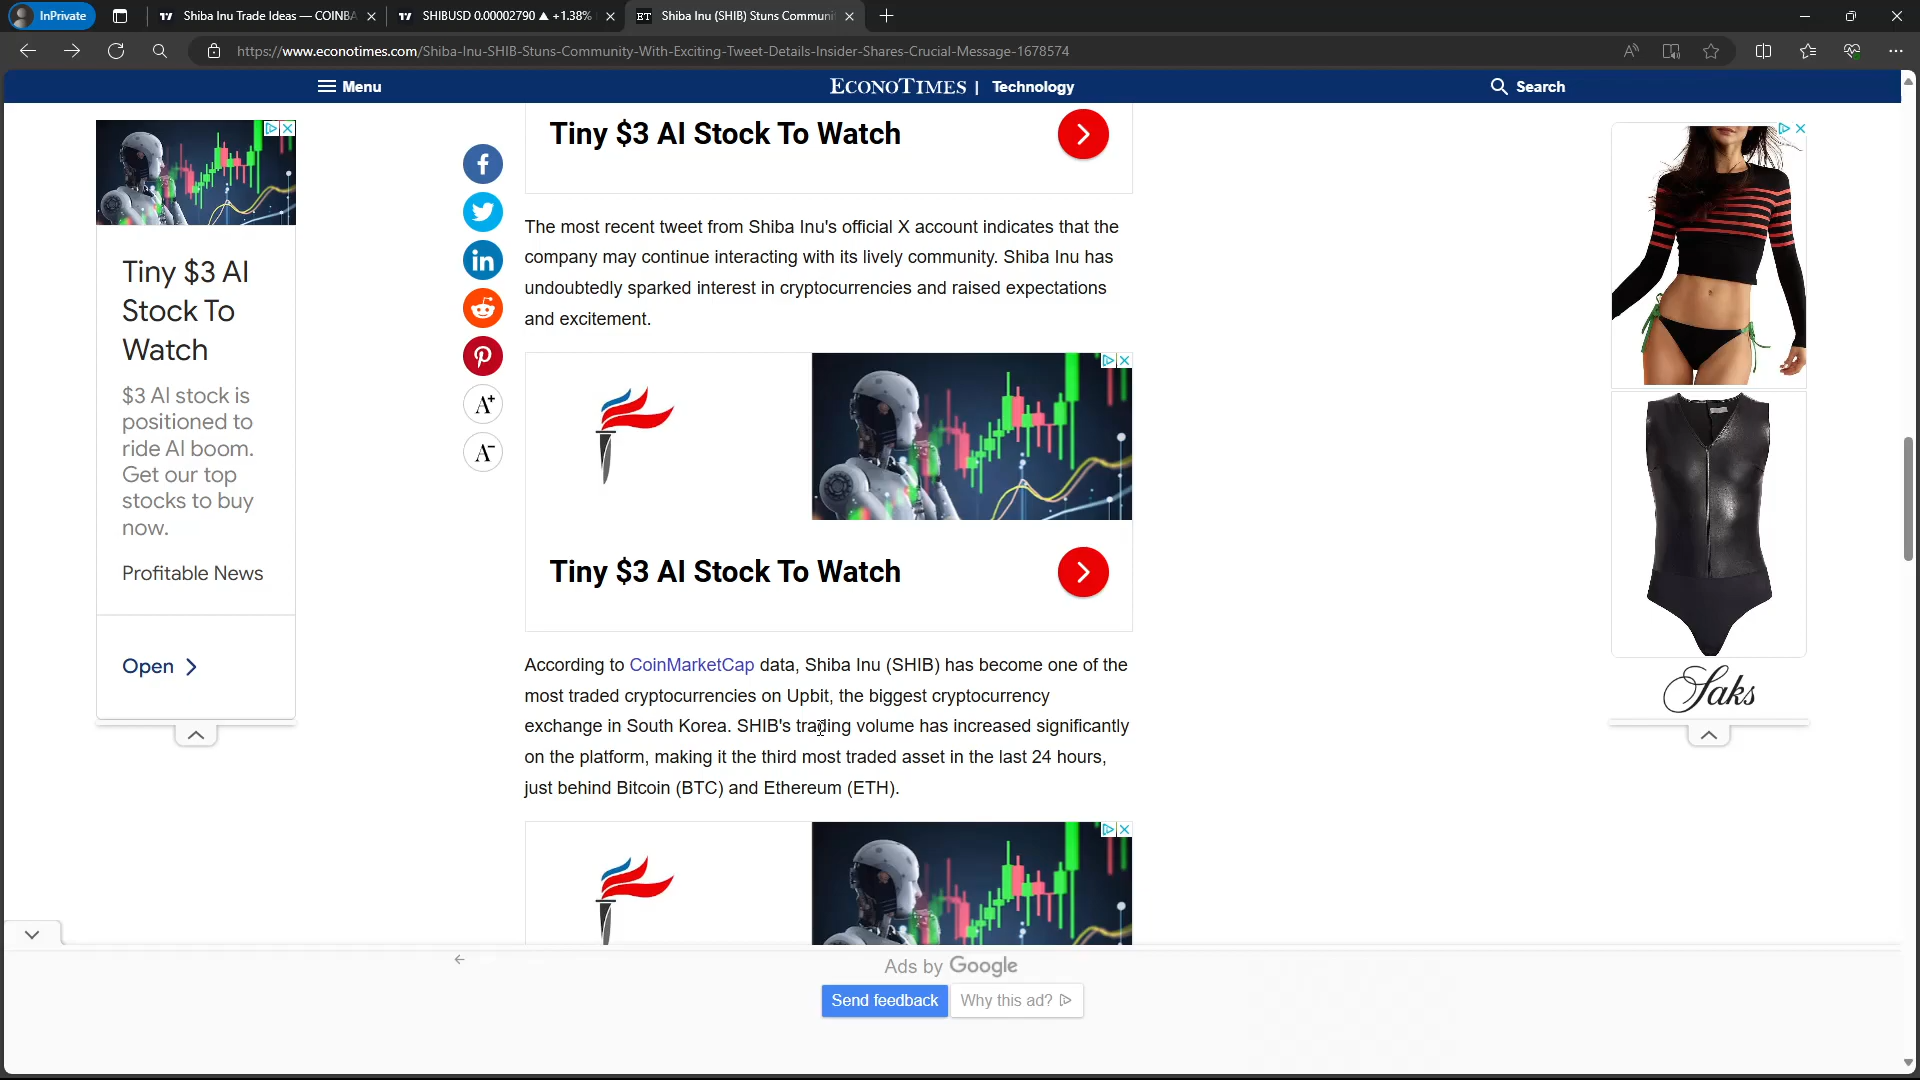 InPrivate
Shiba Inu Trade Ideas — COINBA
SHIBUSD 0.00002790 ▲ +1.38%
ET Shiba Inu (SHIB) Stuns Communi
https://www.econotimes.com/Shiba-Inu-SHIB-Stuns-Community-With-Exciting-Tweet-Details-Insider-Shares-Crucial-Message-1678574
Menu
ECONOTIMES | Technology
Search
Tiny $3 AI Stock To Watch
Tiny $3 AI
Stock To
Watch
$3 AI stock is
positioned to
ride AI boom.
Get our top
stocks to buy
now.
Profitable News
Open
A+
A-
The most recent tweet from Shiba Inu's official X account indicates that the
company may continue interacting with its lively community. Shiba Inu has
undoubtedly sparked interest in cryptocurrencies and raised expectations
and excitement.
Tiny $3 AI Stock To Watch
According to CoinMarketCap data, Shiba Inu (SHIB) has become one of the
most traded cryptocurrencies on Upbit, the biggest cryptocurrency
exchange in South Korea. SHIB's trading volume has increased significantly
on the platform, making it the third most traded asset in the last 24 hours,
just behind Bitcoin (BTC) and Ethereum (ETH).
Saks
Ads by Google
Send feedback
Why this ad?